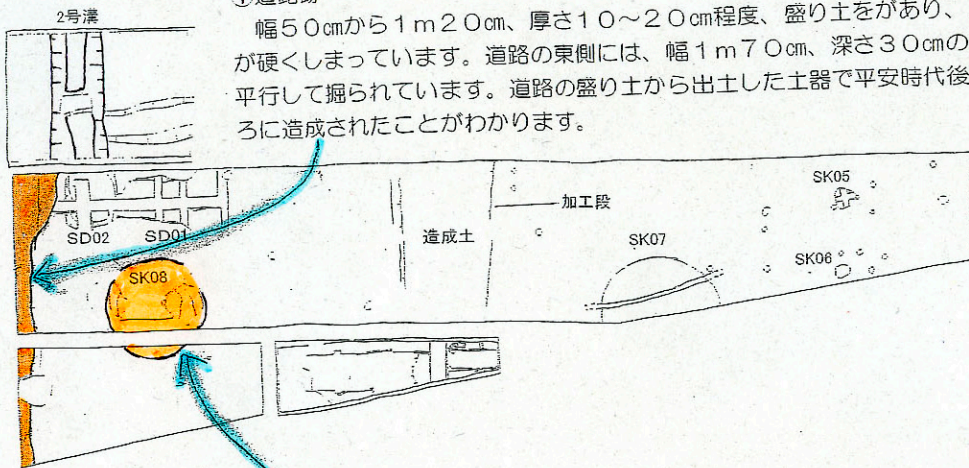 2号溝
幅50㎝から1m20㎝、厚さ10~20㎝程度、盛り土をがあり、
が硬くしまっています。道路の東側には、幅1m70㎝、深さ30㎝の
平行して掘られています。道路の盛り土から出土した土器で平安時代後
ろに造成されたことがわかります。
SK05
加工段
SD02
SD01
造成土
SK07
SK06
SK08